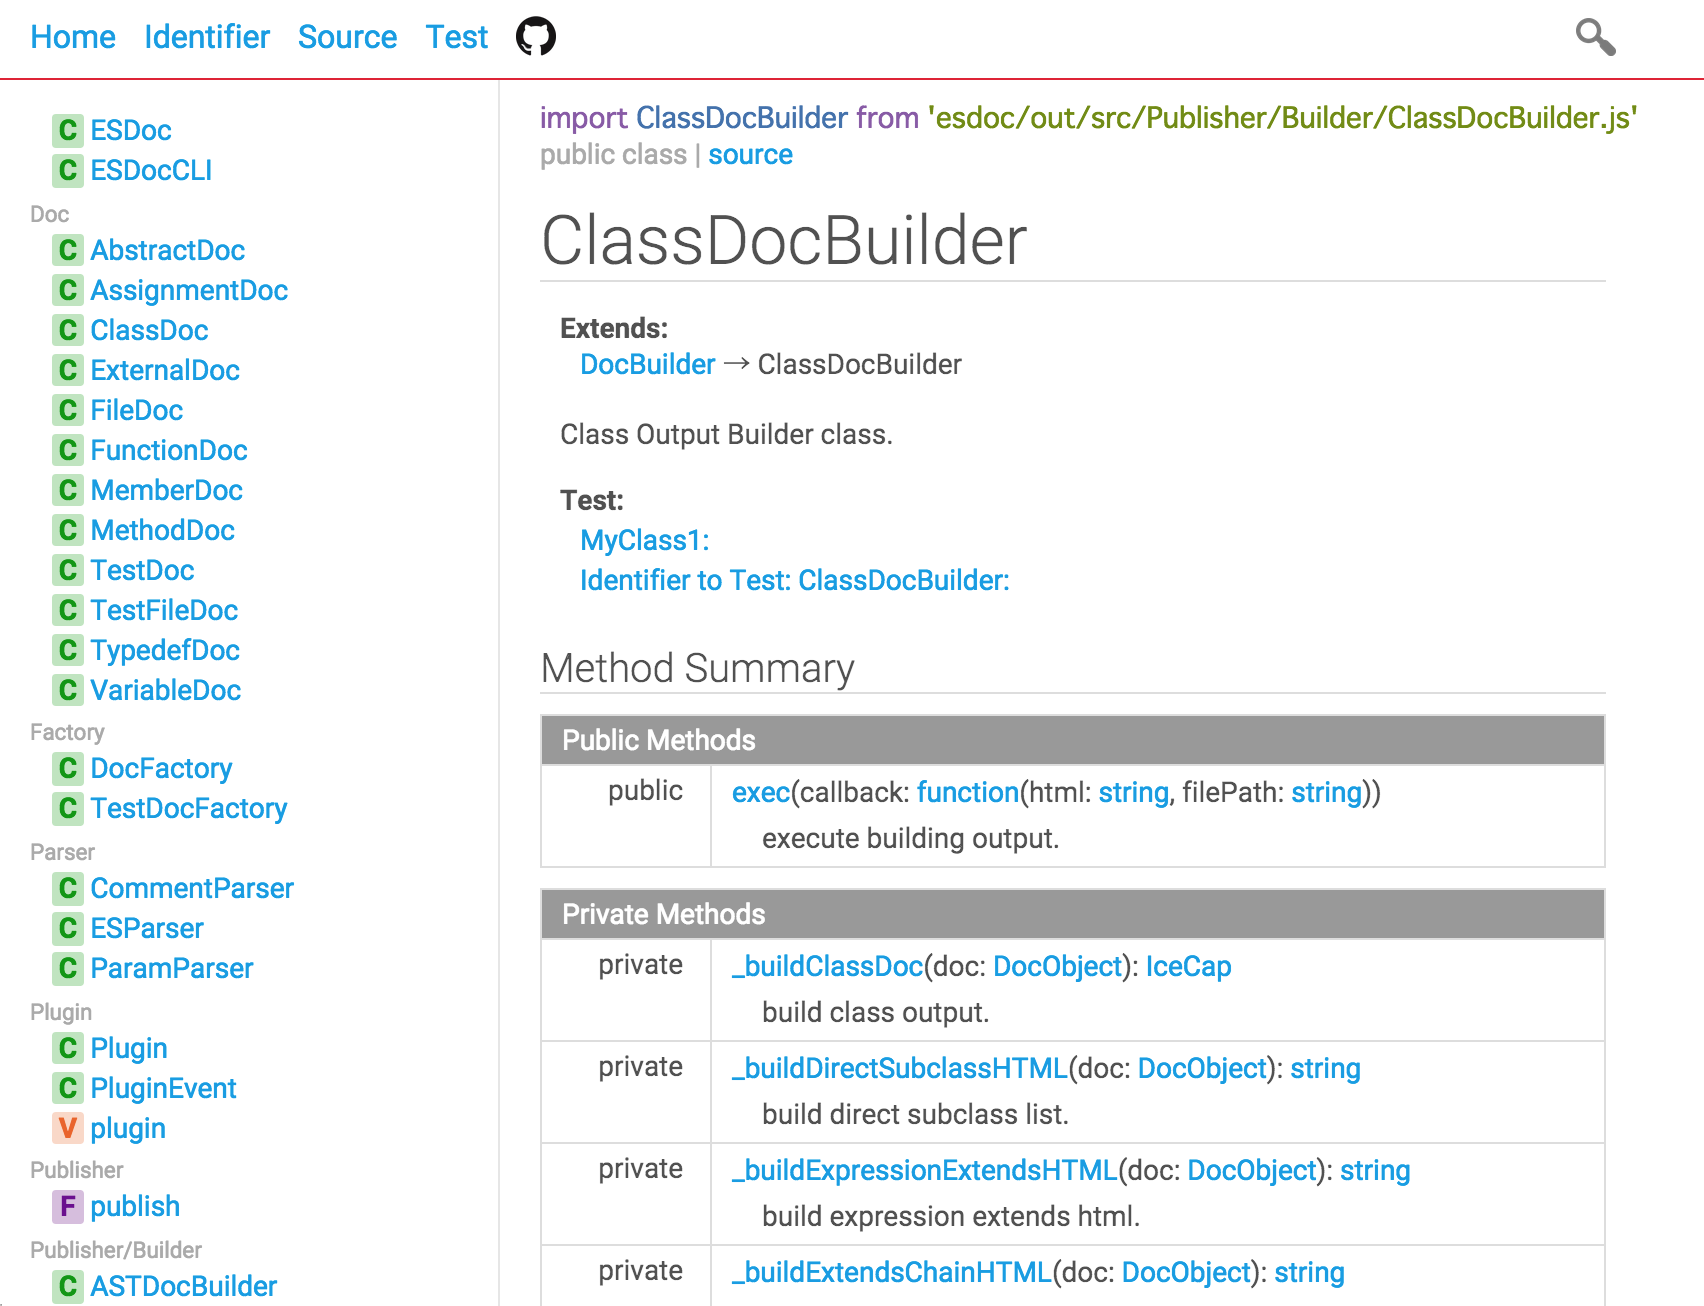 Home Identifier Source Test
C ESDoc
C ESDocCLI
Doc
C AbstractDoc
C AssignmentDoc
C ClassDoc
C ExternalDoc
C FileDoc
C FunctionDoc
C MemberDoc
C MethodDoc
C TestDoc
C TestFileDoc
C TypedefDoc
C VariableDoc
Factory
C DocFactory
C TestDocFactory
Parser
C CommentParser
C ESParser
C ParamParser
Plugin
C Plugin
C PluginEvent
V plugin
Publisher
F publish
Publisher/Builder
C ASTDocBuilder
import ClassDocBuilder from 'esdoc/out/src/Publisher/Builder/ClassDocBuilder.js'
public class | source
ClassDocBuilder
Extends:
DocBuilder → ClassDocBuilder
Class Output Builder class.
Test:
MyClass1:
Identifier to Test: ClassDocBuilder:
Method Summary
Public Methods
public exec(callback: function(html: string, filePath: string))
execute building output.
Private Methods
private _buildClassDoc(doc: DocObject): IceCap
build class output.
private _buildDirectSubclassHTML(doc: DocObject): string
build direct subclass list.
private _buildExpressionExtendsHTML(doc: DocObject): string
build expression extends html.
private _buildExtendsChainHTML(doc: DocObject): string